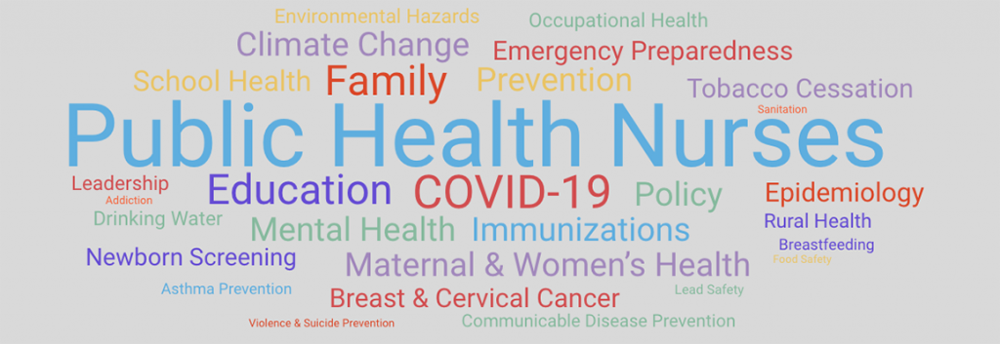 Environmental Hazards
Occupational Health
Climate Change
Emergency Preparedness
School Health
Family
Prevention
Tobacco Cessation
Sanitation
Public Health Nurses
Leadership
Education
COVID-19
Policy
Epidemiology
Addiction
Drinking Water
Mental Health
Immunizations
Rural Health
Breastfeeding
Newborn Screening
Maternal & Women’s Health
Food Safety
Asthma Prevention
Breast & Cervical Cancer
Lead Safety
Violence & Suicide Prevention
Communicable Disease Prevention